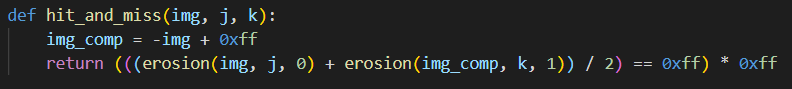 def hit_and_miss(img, j, k):
    img_comp = -img + 0xff
    return (((erosion(img, j, 0) + erosion(img_comp, k, 1)) / 2) == 0xff) * 0xff